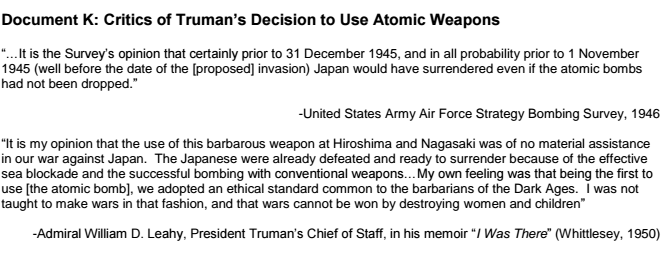 Document K: Critics of Truman’s Decision to Use Atomic Weapons
“…It is the Survey’s opinion that certainly prior to 31 December 1945, and in all probability prior to 1 November
1945 (well before the date of the [proposed] invasion) Japan would have surrendered even if the atomic bombs
had not been dropped.”
-United States Army Air Force Strategy Bombing Survey, 1946
“It is my opinion that the use of this barbarous weapon at Hiroshima and Nagasaki was of no material assistance
in our war against Japan. The Japanese were already defeated and ready to surrender because of the effective
sea blockade and the successful bombing with conventional weapons…My own feeling was that being the first to
use [the atomic bomb], we adopted an ethical standard common to the barbarians of the Dark Ages. I was not
taught to make wars in that fashion, and that wars cannot be won by destroying women and children”
-Admiral William D. Leahy, President Truman’s Chief of Staff, in his memoir “I Was There” (Whittlesey, 1950)